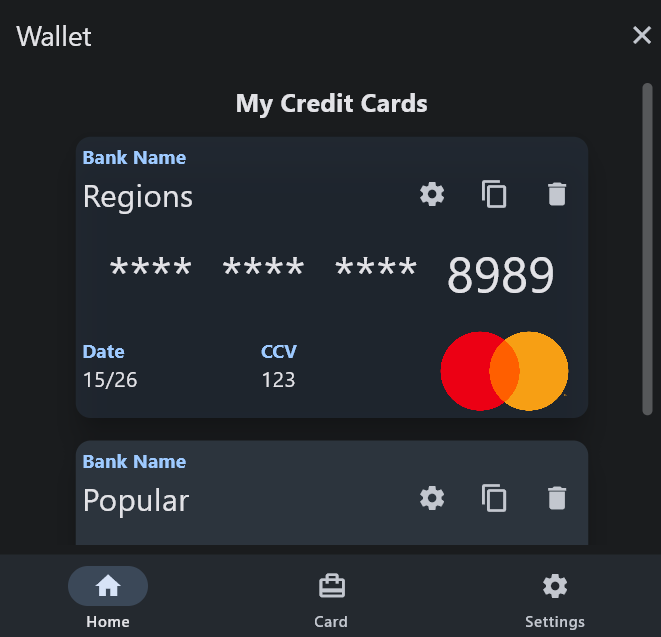 Wallet
My Credit Cards
Bank Name
Regions
**** **** **** 8989
Date CCV
15/26 123
Bank Name
Popular
Home Card Settings